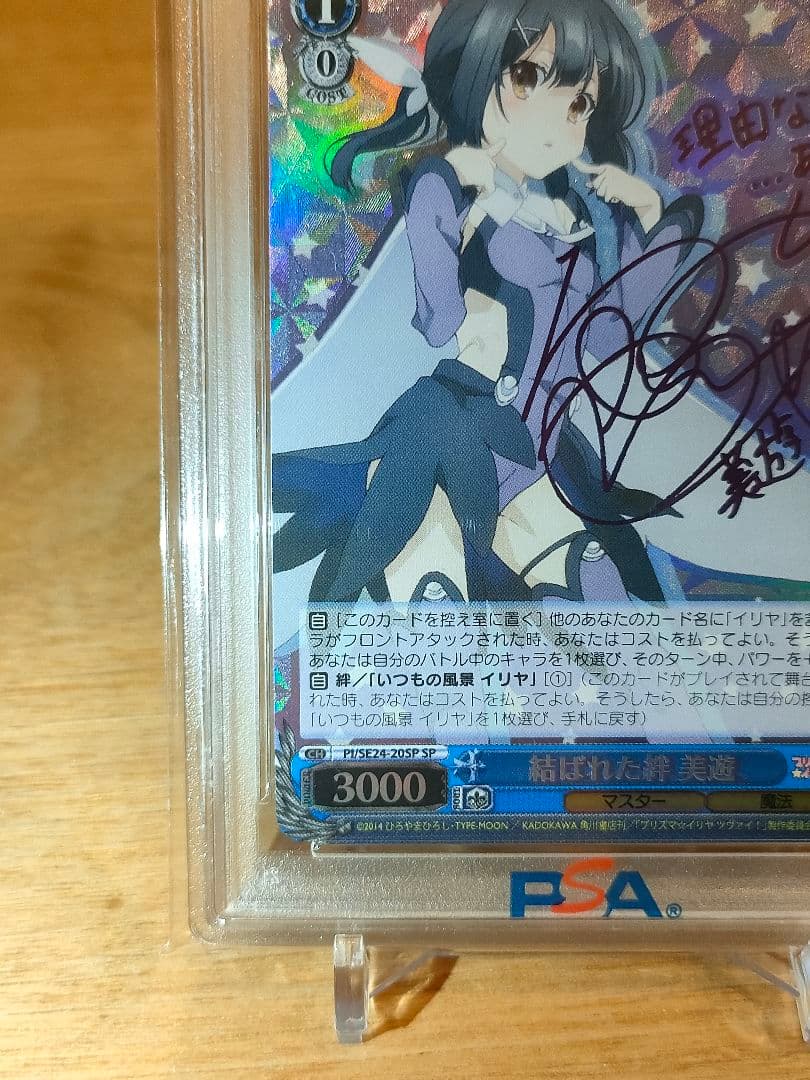 1
0
COST
理由な
…
美遊
自 [このカードを控え室に置く] 他のあなたのカード名に「イリヤ」を
ラがフロントアタックされた時、あなたはコストを払ってよい。そう
あなたは自分のバトル中のキャラを1枚選び、そのターン中、パワーを
自 絆／「いつもの風景 イリヤ」 [①] (このカードがプレイされて舞台
れた時、あなたはコストを払ってよい。そうしたら、あなたは自分の控
「いつもの風景 イリヤ」を1枚選び、手札に戻す)
CH PI/SE24-20SP SP
3000 SOUL 結ばれた絆 美遊
マスター 魔法
©2014 ひろやまひろし・TYPE-MOON／KADOKAWA 角川書店刊／「プリズマ☆イリヤ ツヴァイ！」製作委員会
PSA®